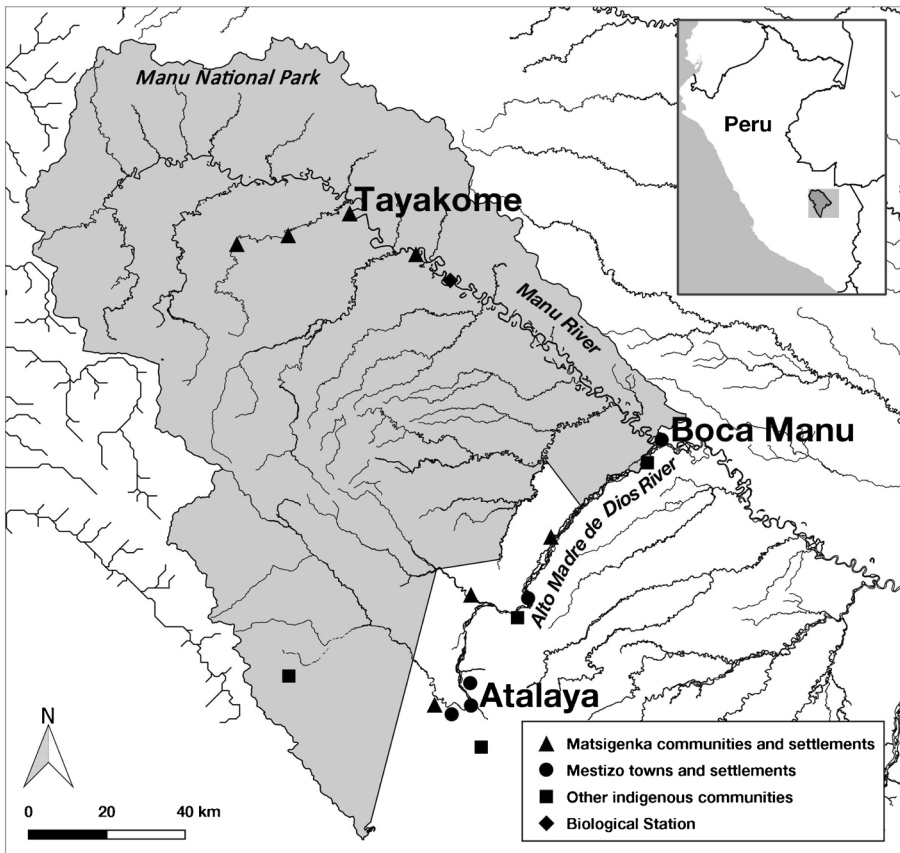 Manu National Park
Peru
Tayakome
Manu River
Boca Manu
Alto Madre de Dios River
Atalaya
N
0 20 40 km
Matsigenka communities and settlements
Mestizo towns and settlements
Other indigenous communities
Biological Station